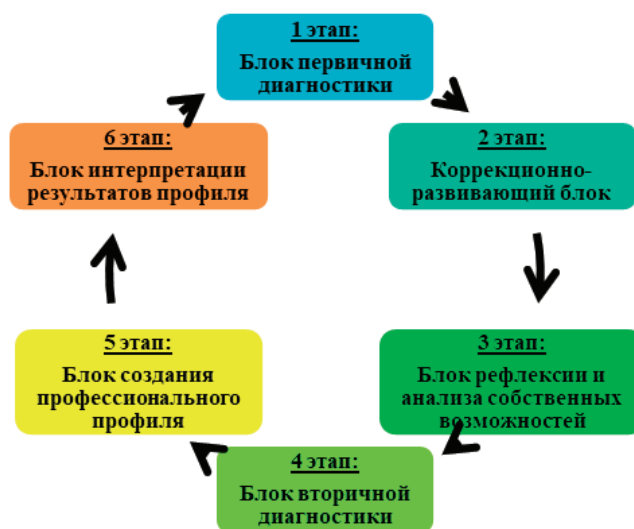 1 этап:
Блок первичной
диагностики
2 этап:
Коррекционно-
развивающий блок
3 этап:
Блок рефлексии и
анализа собственных
возможностей
4 этап:
Блок вторичной
диагностики
5 этап:
Блок создания
профессионального
профиля
6 этап:
Блок интерпретации
результатов профиля